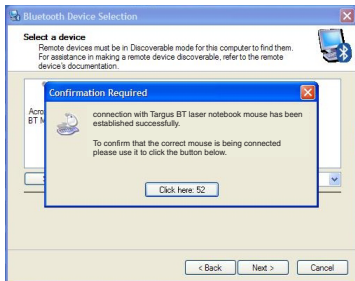 Bluetooth Device Selection
Select a device
Remote devices must be in Discoverable mode for this computer to find them.
For assistance in making a remote device discoverable, refer to the remote
device's documentation.
Confirmation Required
Acro
BT M
connection with Targus BT laser notebook mouse has been
established successfully.
To confirm that the correct mouse is being connected
please use it to click the button below.
Click here: 52
< Back
Next >
Cancel